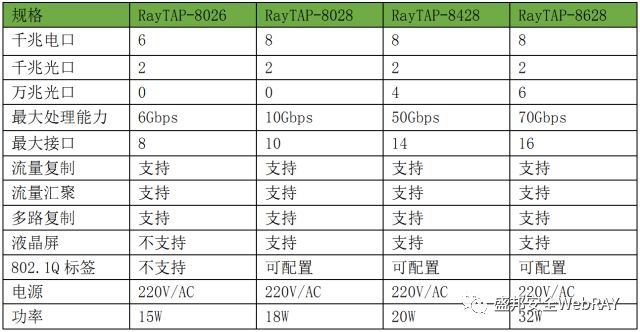 规格 RayTAP-8026 RayTAP-8028 RayTAP-8428 RayTAP-8628
千兆电口 6 8 8 8
千兆光口 2 2 2 2
万兆光口 0 0 4 6
最大处理能力 6Gbps 10Gbps 50Gbps 70Gbps
最大接口 8 10 14 16
流量复制 支持 支持 支持 支持
流量汇聚 支持 支持 支持 支持
多路复制 支持 支持 支持 支持
液晶屏 不支持 支持 支持 支持
802.1Q 标签 不支持 可配置 可配置 可配置
电源 220V/AC 220V/AC 220V/AC 220V/AC
功率 15W 18W 20W 32W
盛邦安全WebRAY